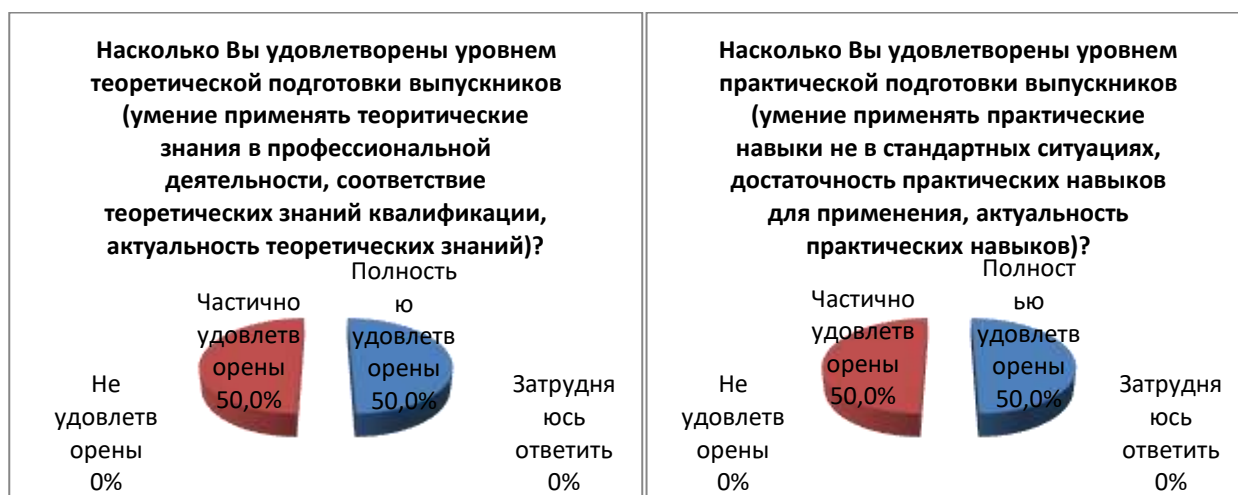 Насколько Вы удовлетворены уровнем
теоретической подготовки выпускников
(умение применять теоритические
знания в профессиональной
деятельности, соответствие
теоретических знаний квалификации,
актуальность теоретических знаний)?
Полность
ю
удовлетв
орены
50,0%
Частично
удовлетв
орены
50,0%
Не
удовлетв
орены
0%
Затрудня
юсь
ответить
0%
Насколько Вы удовлетворены уровнем
практической подготовки выпускников
(умение применять практические
навыки не в стандартных ситуациях,
достаточность практических навыков
для применения, актуальность
практических навыков)?
Полност
ью
удовлетв
орены
50,0%
Частично
удовлетв
орены
50,0%
Не
удовлетв
орены
0%
Затрудня
юсь
ответить
0%